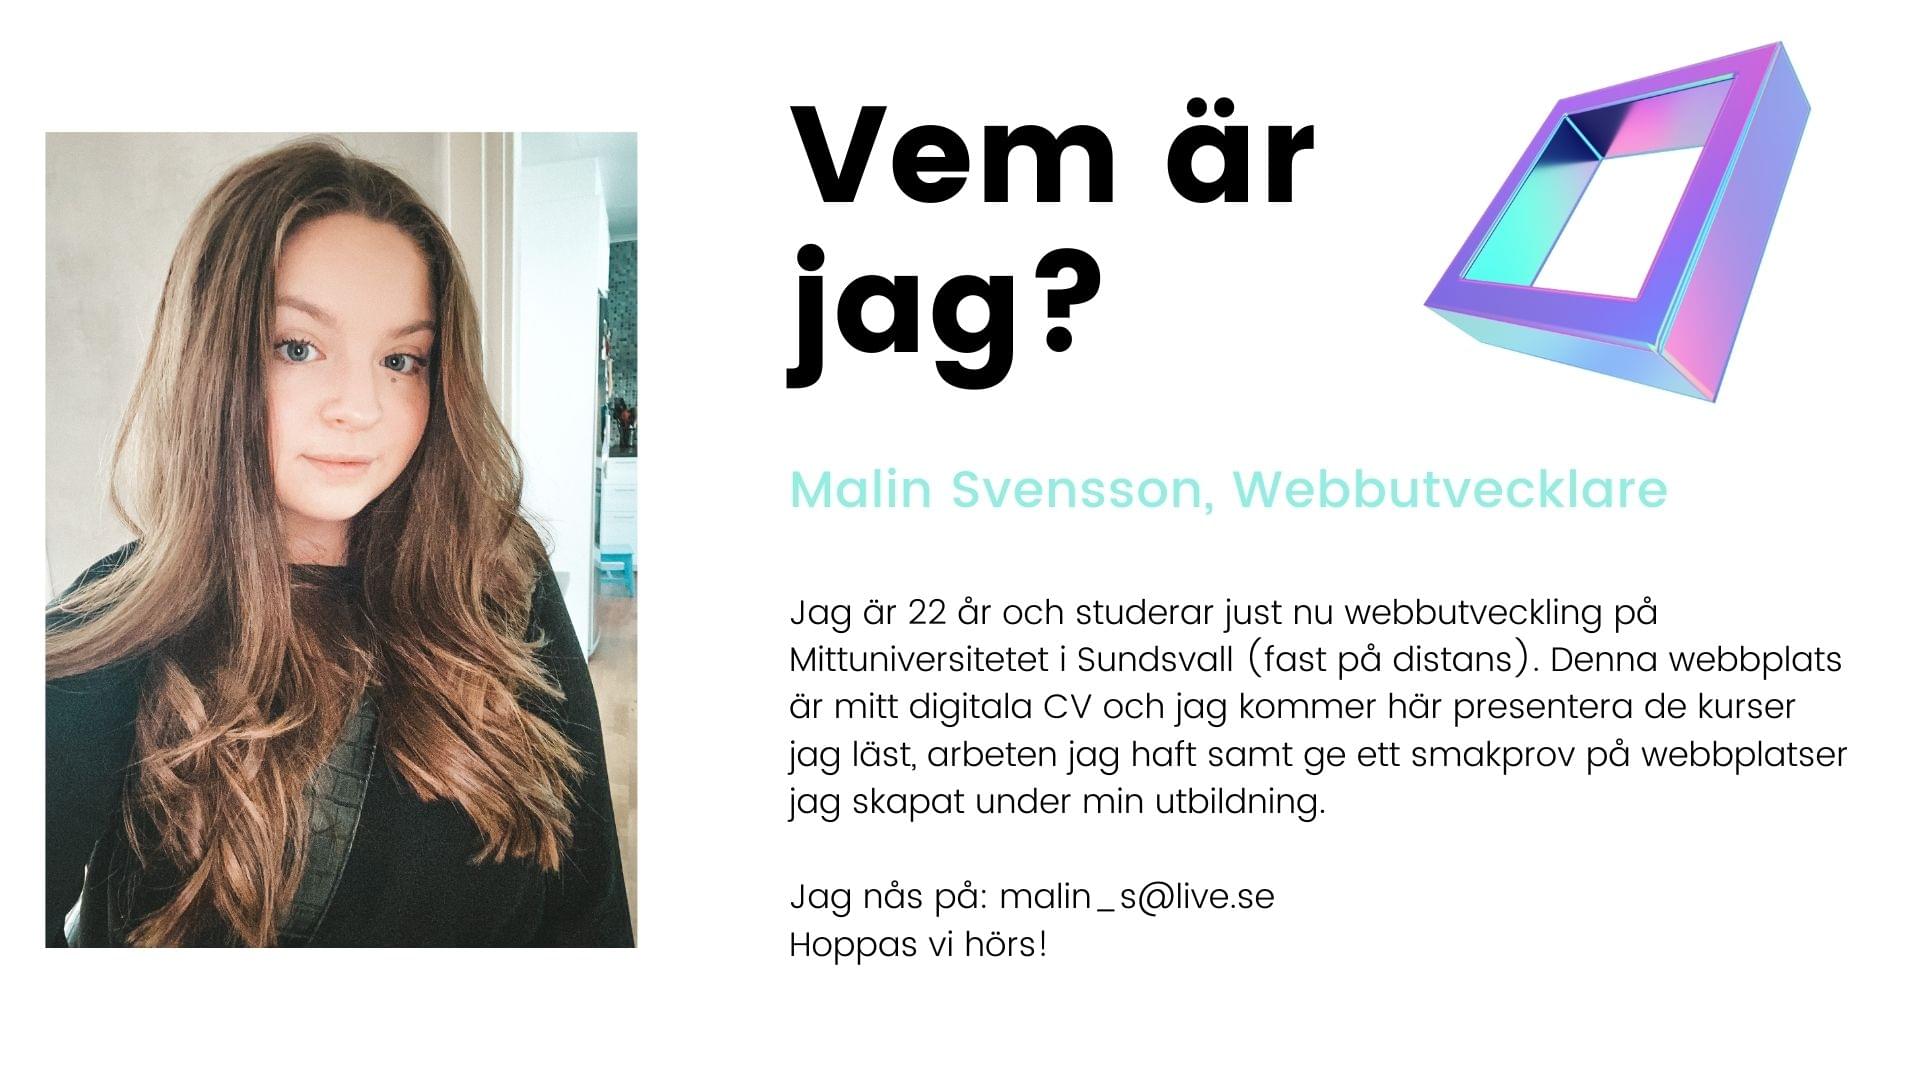 Vem är
jag?
Malin Svensson, Webbutvecklare
Jag är 22 år och studerar just nu webbutveckling på
Mittuniversitetet i Sundsvall (fast på distans). Denna webbplats
är mitt digitala CV och jag kommer här presentera de kurser
jag läst, arbeten jag haft samt ge ett smakprov på webbplatser
jag skapat under min utbildning.
Jag nås på: malin_s@live.se
Hoppas vi hörs!